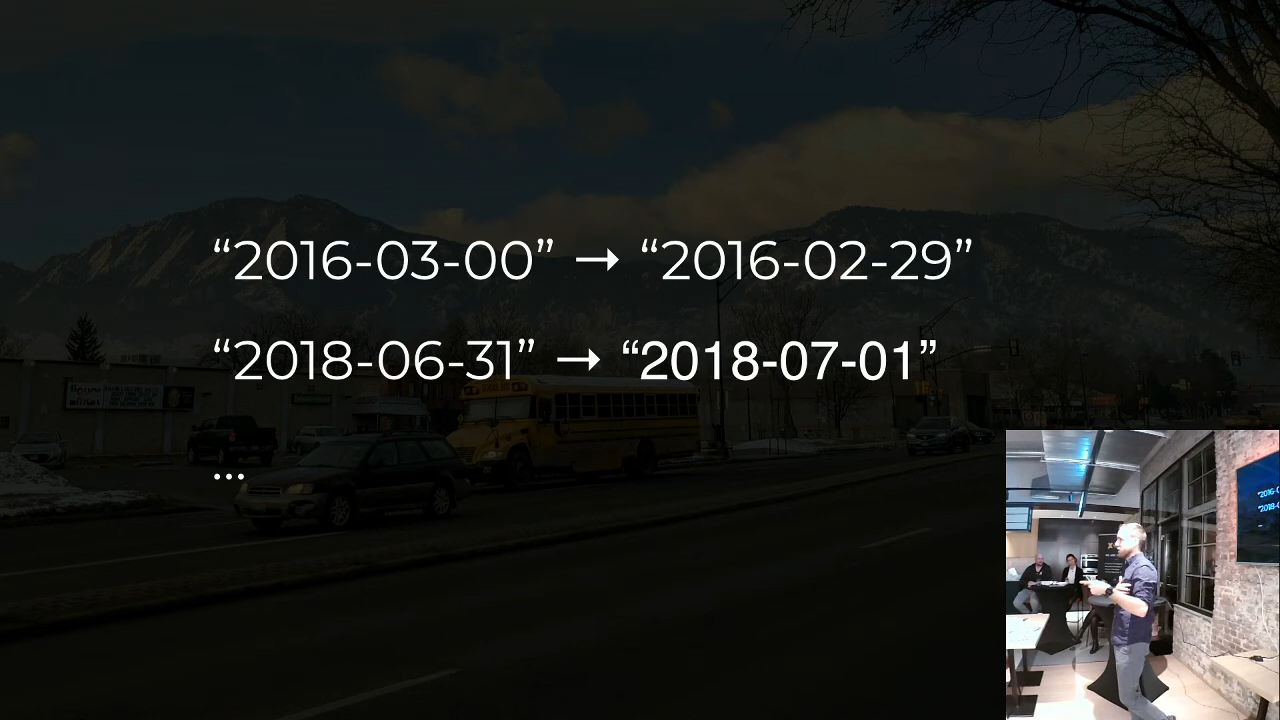 “2016-03-00” → “2016-02-29”
“2018-06-31” → “2018-07-01”
...